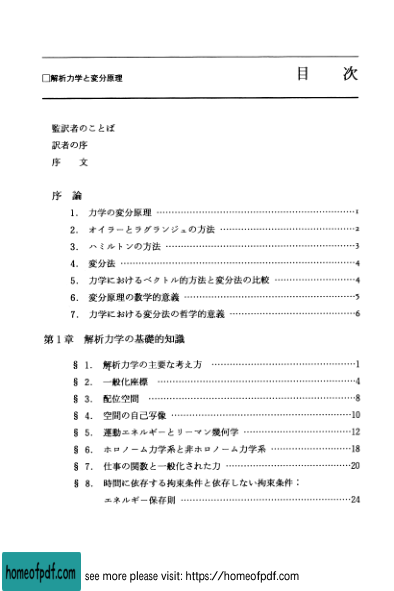 □解析力学と変分原理
目 次
監訳者のことば
訳者の序
序 文
序 論
1. 力学の変分原理 ……1
2. オイラーとラグランジュの方法 ……2
3. ハミルトンの方法 ……3
4. 変分法 ……4
5. 力学におけるベクトル的方法と変分法の比較 ……4
6. 変分原理の数学的意義 ……5
7. 力学における変分法の哲学的意義 ……6
第1章 解析力学の基礎的知識
§ 1. 解析力学の主要な考え方 ……1
§ 2. 一般化座標 ……4
§ 3. 配位空間 ……8
§ 4. 空間の自己写像 ……10
§ 5. 運動エネルギーとリーマン幾何学 ……12
§ 6. ホロノーム力学系と非ホロノーム力学系 ……18
§ 7. 仕事の関数と一般化された力 ……20
§ 8. 時間に依存する拘束条件と依存しない拘束条件：
エネルギー保存則 ……24
homeofpdf.com see more please visit: https://homeofpdf.com